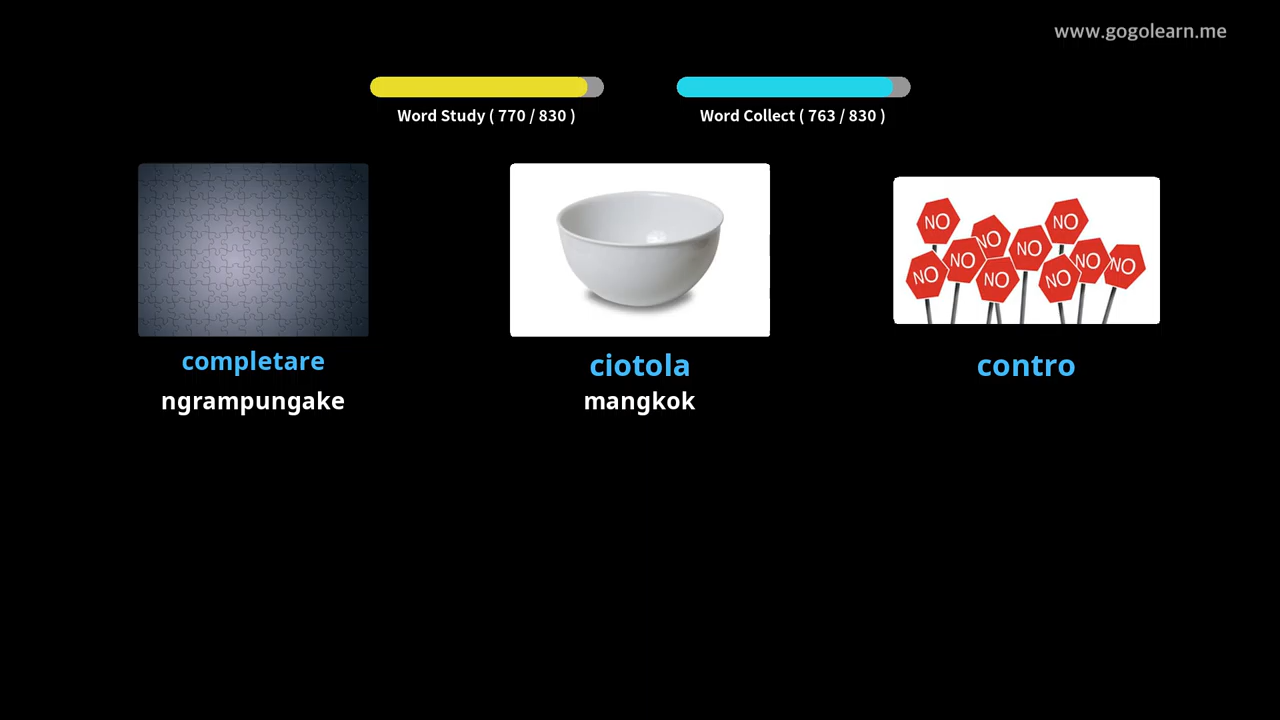 www.gogolearn.me
Word Study ( 770 / 830 )
Word Collect ( 763 / 830 )
NO
NO
NO
NO
NO
NO
NO
NO
NO
NO
completare
ciotola
contro
ngrampungake
mangkok